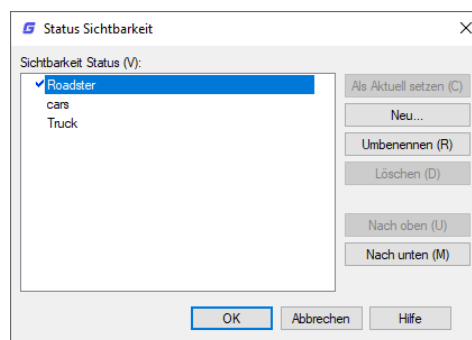 Status Sichtbarkeit
Sichtbarkeit Status (V):
Roadster
cars
Truck
Als Aktuell setzen (C)
Neu...
Umbenennen (R)
Löschen (D)
Nach oben (U)
Nach unten (M)
OK
Abbrechen
Hilfe